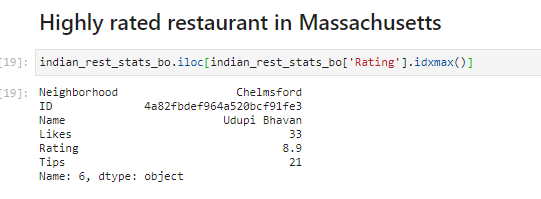 Highly rated restaurant in Massachusetts
[19]: indian_rest_stats_bo.iloc[indian_rest_stats_bo['Rating'].idxmax()]
[19]: Neighborhood Chelmsford
ID 4a82fbdef964a520bcf91fe3
Name Udupi Bhavan
Likes 33
Rating 8.9
Tips 21
Name: 6, dtype: object